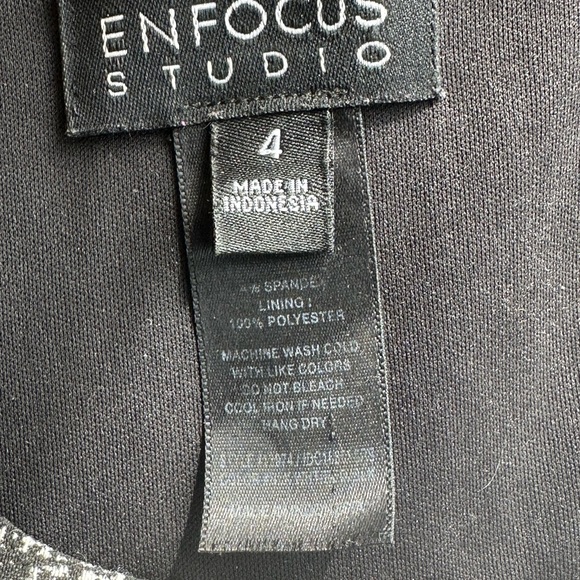 ENFOCUS
STUDIO
4
MADE IN
INDONESIA
4% SPANDEX
LINING :
100% POLYESTER
MACHINE WASH COLD
WITH LIKE COLORS
DO NOT BLEACH
COOL IRON IF NEEDED
HANG DRY